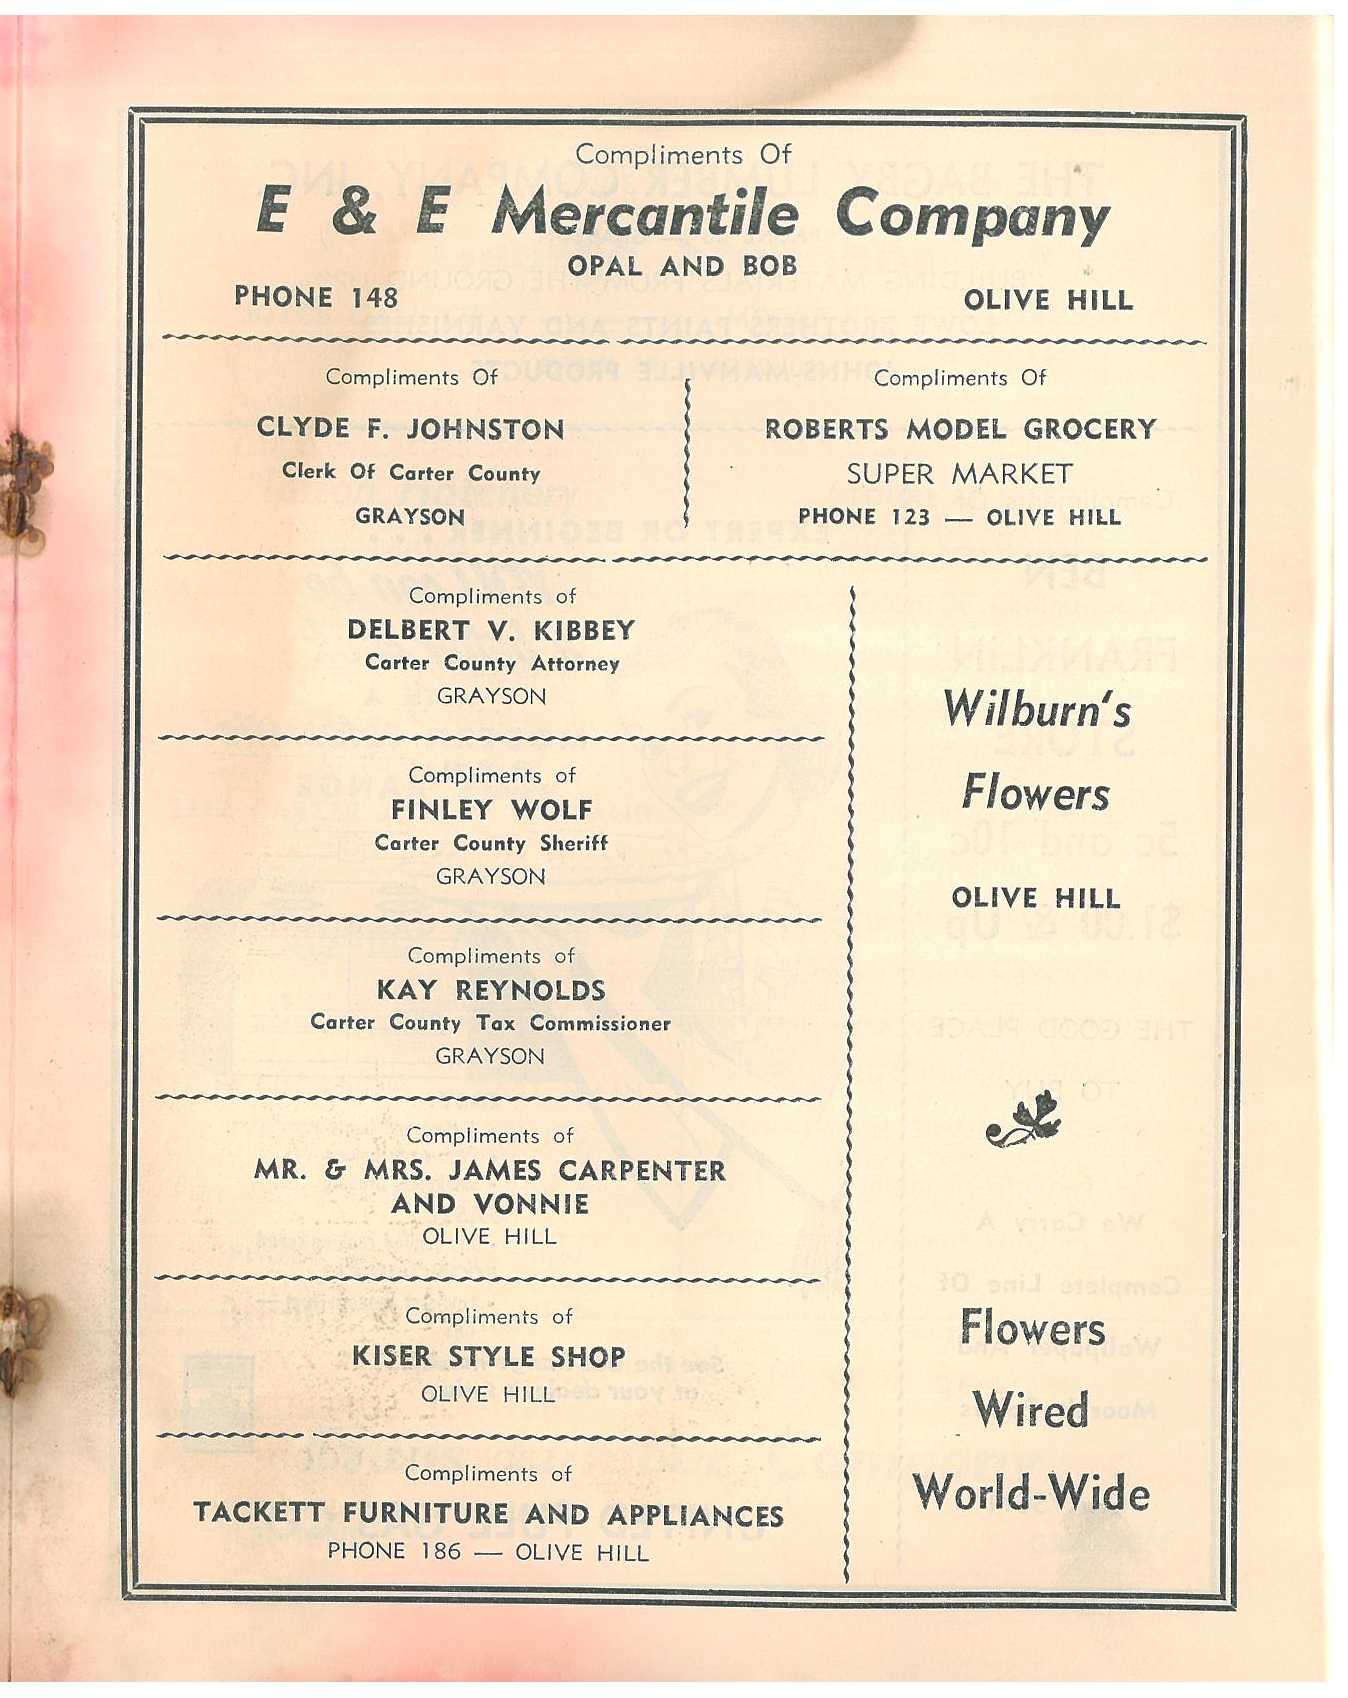 Compliments Of
E & E Mercantile Company
OPAL AND BOB
PHONE 148
OLIVE HILL
Compliments Of
CLYDE F. JOHNSTON
Clerk Of Carter County
GRAYSON
Compliments Of
ROBERTS MODEL GROCERY
SUPER MARKET
PHONE 123 — OLIVE HILL
Compliments of
DELBERT V. KIBBEY
Carter County Attorney
GRAYSON
Compliments of
FINLEY WOLF
Carter County Sheriff
GRAYSON
Compliments of
KAY REYNOLDS
Carter County Tax Commissioner
GRAYSON
Compliments of
MR. & MRS. JAMES CARPENTER
AND VONNIE
OLIVE HILL
Compliments of
KISER STYLE SHOP
OLIVE HILL
Compliments of
TACKETT FURNITURE AND APPLIANCES
PHONE 186 — OLIVE HILL
Wilburn's
Flowers
OLIVE HILL
Flowers
Wired
World-Wide